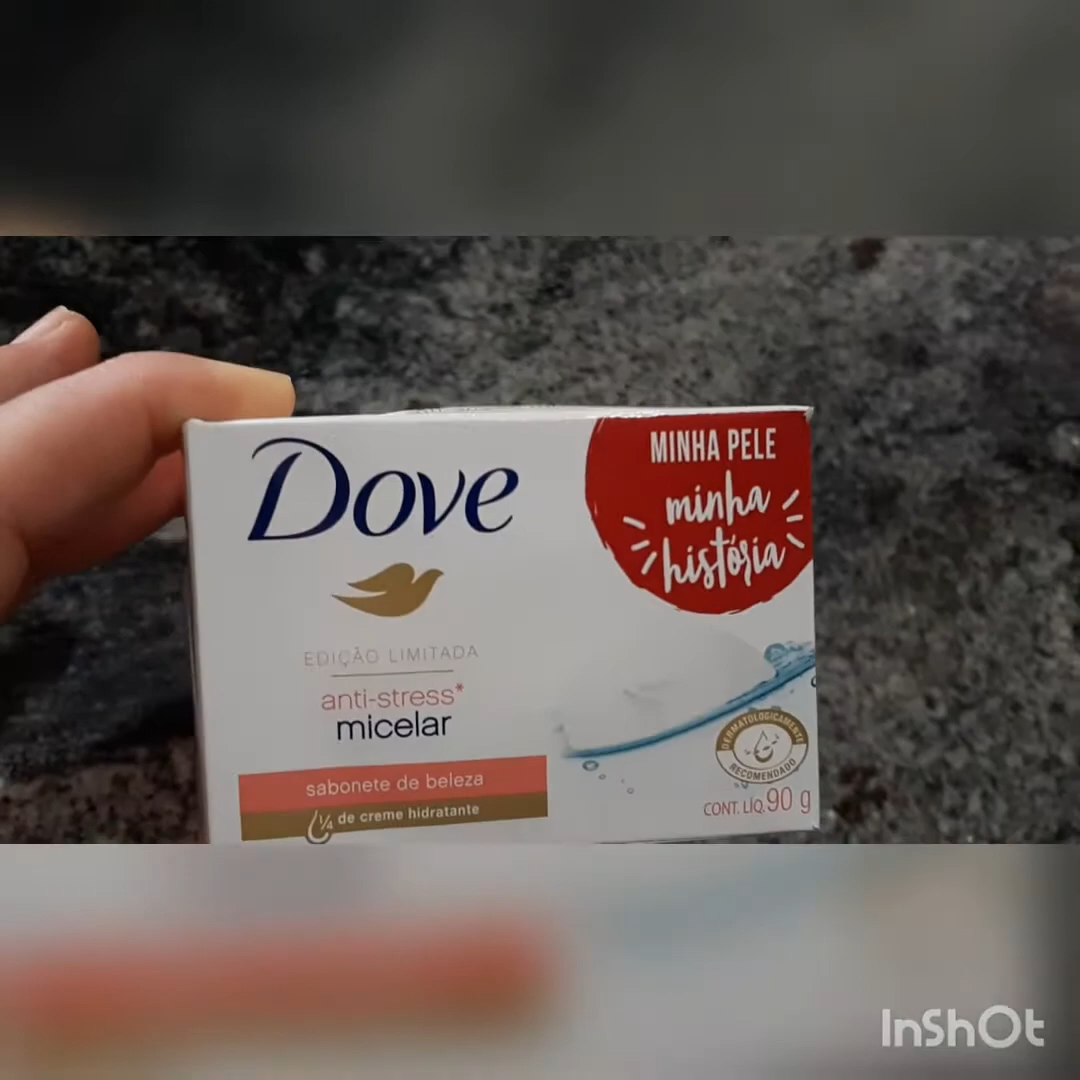 Dove
MINHA PELE
minha
história
EDIÇÃO LIMITADA
anti-stress*
micelar
sabonete de beleza
1/4 de creme hidratante
DERMATOLOGICAMENTE
RECOMENDADO
CONT. LÍQ. 90 g
InShOt